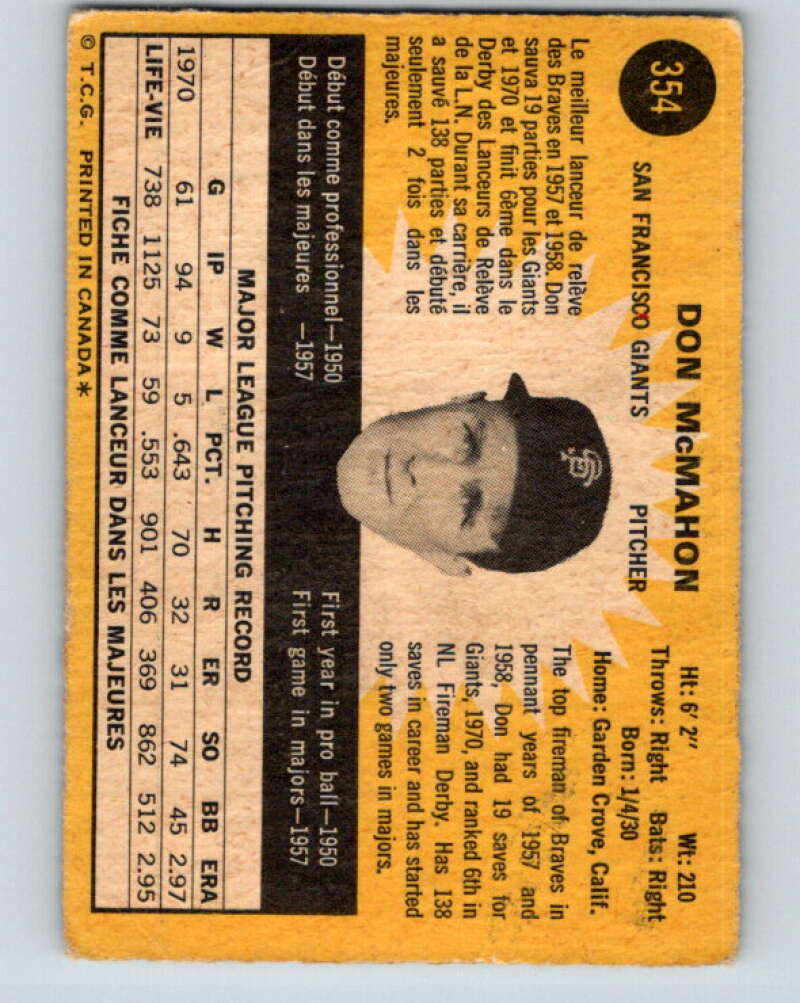 354
DON McMAHON
SAN FRANCISCO GIANTS PITCHER
Ht: 6' 2" Wt: 210
Throws: Right Bats: Right
Born: 1/4/30
Home: Garden Crove, Calif.
Le meilleur lanceur de relève
des Braves en 1957 et 1958. Don
sauva 19 parties pour les Giants
et 1970 et finit 6ème dans le
Derby des Lanceurs de Relève
de la L.N. Durant sa carrière, il
a sauvé 138 parties et débuté
seulement 2 fois dans les
majeures.
The top fireman of Braves in
pennant years of 1957 and
1958, Don had 19 saves for
Giants, 1970, and ranked 6th in
NL Fireman Derby. Has 138
saves in career and has started
only two games in majors.
Début comme professionnel—1950
Début dans les majeures —1957
First year in pro ball—1950
First game in majors—1957
MAJOR LEAGUE PITCHING RECORD
G IP W L PCT. H R ER SO BB ERA
1970 61 94 9 5 .643 70 32 31 74 45 2.97
LIFE-VIE 738 1125 73 59 .553 901 406 369 862 512 2.95
FICHE COMME LANCEUR DANS LES MAJEURES
© T.C.G. PRINTED IN CANADA *